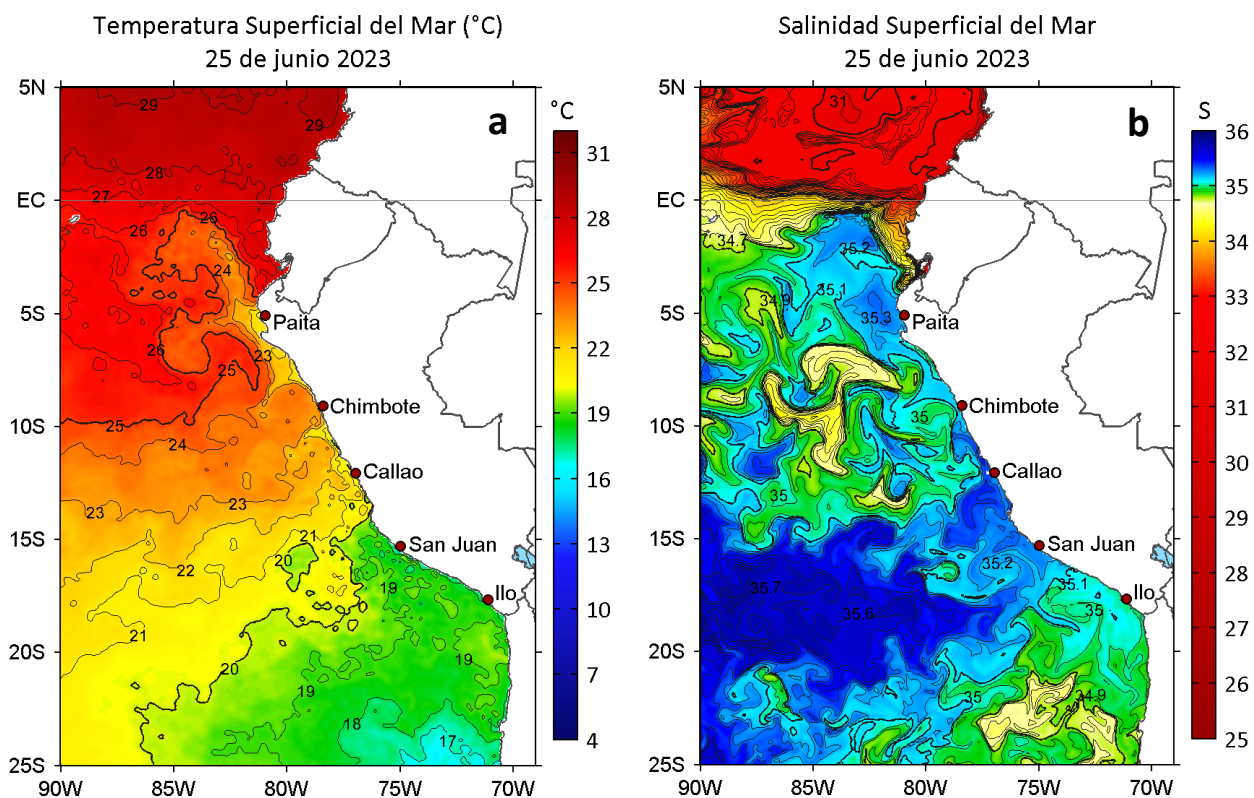 Temperatura Superficial del Mar (°C)
25 de junio 2023
Salinidad Superficial del Mar
25 de junio 2023
a
°C
31
28
25
22
19
16
13
10
7
4
5N
EC
5S
10S
15S
20S
25S
90W
85W
80W
75W
70W
29
29
28
27
26
26
24
26
25
23
25
24
23
23
22
21
20
21
20
19
19
19
18
17
Paita
Chimbote
Callao
San Juan
Ilo
b
S
36
35
34
33
32
31
30
29
28
27
26
25
5N
EC
5S
10S
15S
20S
25S
90W
85W
80W
75W
70W
31
34.7
35.2
35.1
34.9
35.3
35
35
35.7
35.6
35.2
35.1
35
35
34.9
Paita
Chimbote
Callao
San Juan
Ilo